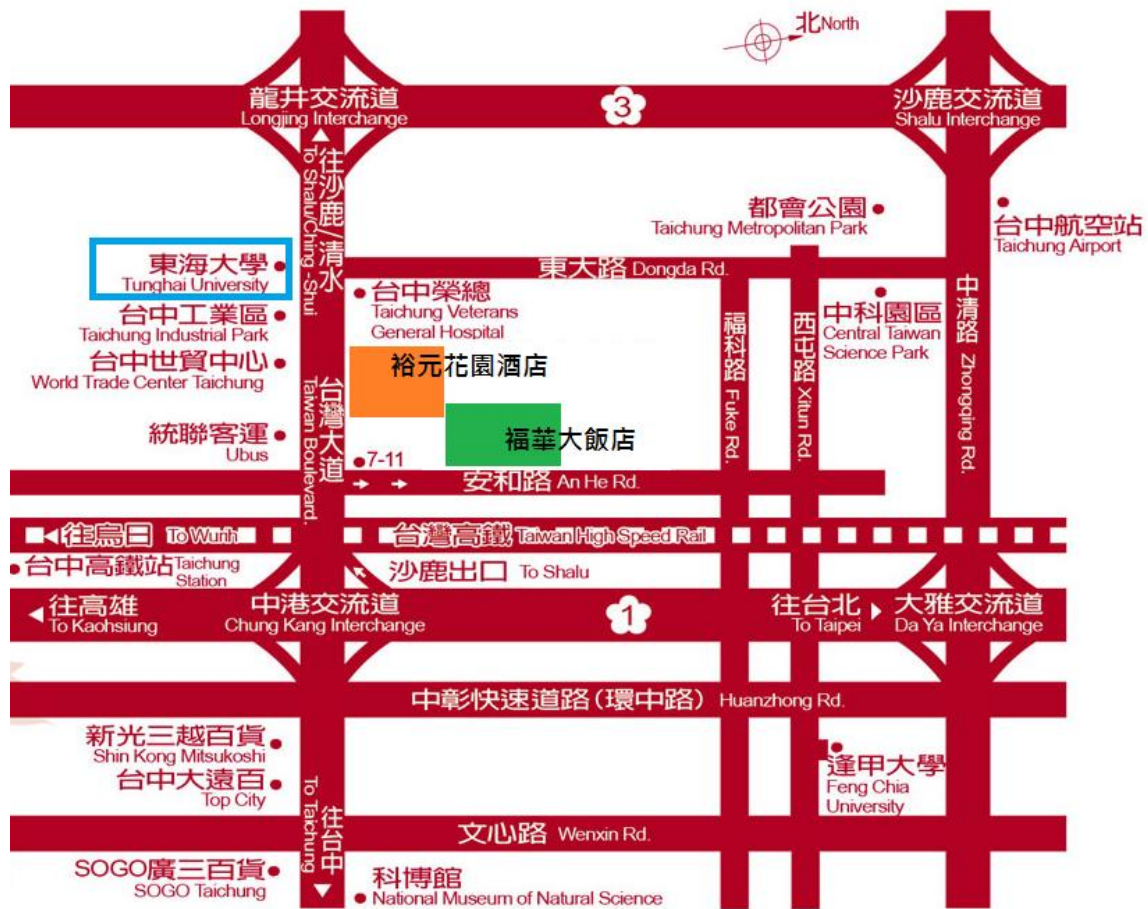 北 North
龍井交流道
Longjing Interchange
3
沙鹿交流道
Shalu Interchange
往沙鹿/清水
To Shalu/Ching-Shui
都會公園
Taichung Metropolitan Park
台中航空站
Taichung Airport
東海大學
Tunghai University
東大路 Dongda Rd.
台中榮總
Taichung Veterans
General Hospital
台中工業區
Taichung Industrial Park
中科園區
Central Taiwan
Science Park
中清路 Zhongqing Rd.
福科路 Fuke Rd.
西屯路 Xitun Rd.
台中世貿中心
World Trade Center Taichung
裕元花園酒店
台灣大道
Taiwan Boulevard.
福華大飯店
統聯客運
Ubus
7-11
安和路 An He Rd.
往烏日 To Wurih
台灣高鐵 Taiwan High Speed Rail
台中高鐵站 Taichung
Station
沙鹿出口 To Shalu
往高雄
To Kaohsiung
中港交流道
Chung Kang Interchange
1
往台北
To Taipei
大雅交流道
Da Ya Interchange
中彰快速道路(環中路) Huanzhong Rd.
新光三越百貨
Shin Kong Mitsukoshi
台中大遠百
Top City
往台中
To Taichung
逢甲大學
Feng Chia
University
文心路 Wenxin Rd.
SOGO廣三百貨
SOGO Taichung
科博館
National Museum of Natural Science